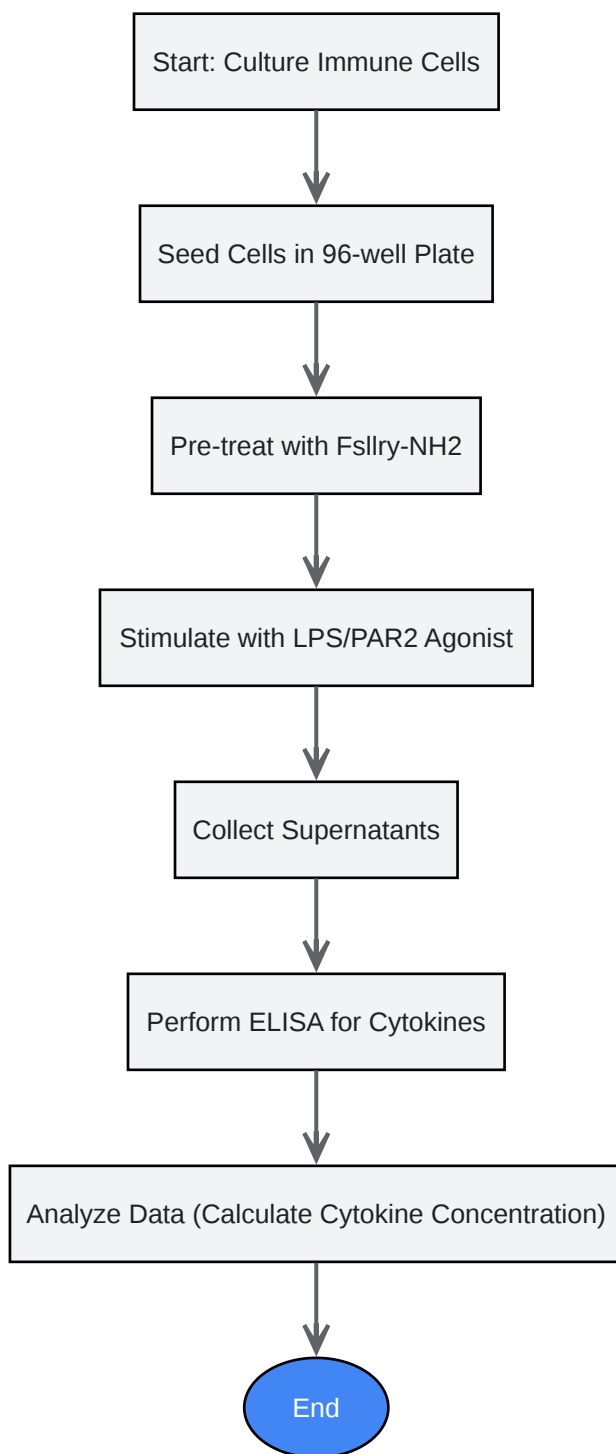 Start: Culture Immune Cells
Seed Cells in 96-well Plate
Pre-treat with Fsllry-NH2
Stimulate with LPS/PAR2 Agonist
Collect Supernatants
Perform ELISA for Cytokines
Analyze Data (Calculate Cytokine Concentration)
End